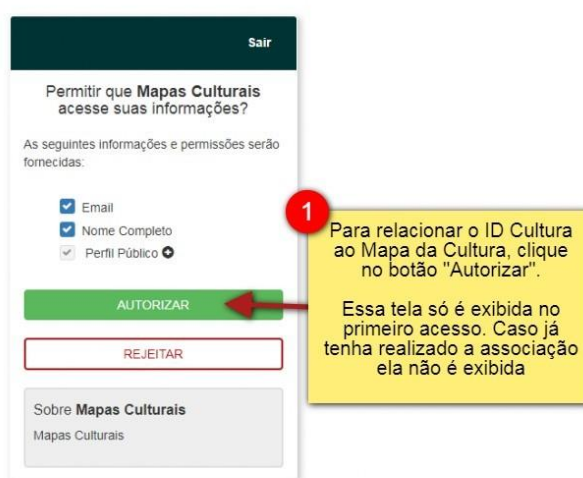 Sair
Permitir que Mapas Culturais
acesse suas informações?
As seguintes informações e permissões serão
fornecidas:
Email
Nome Completo
Perfil Público
AUTORIZAR
REJEITAR
Sobre Mapas Culturais
Mapas Culturais
1
Para relacionar o ID Cultura
ao Mapa da Cultura, clique
no botão "Autorizar".
Essa tela só é exibida no
primeiro acesso. Caso já
tenha realizado a associação
ela não é exibida